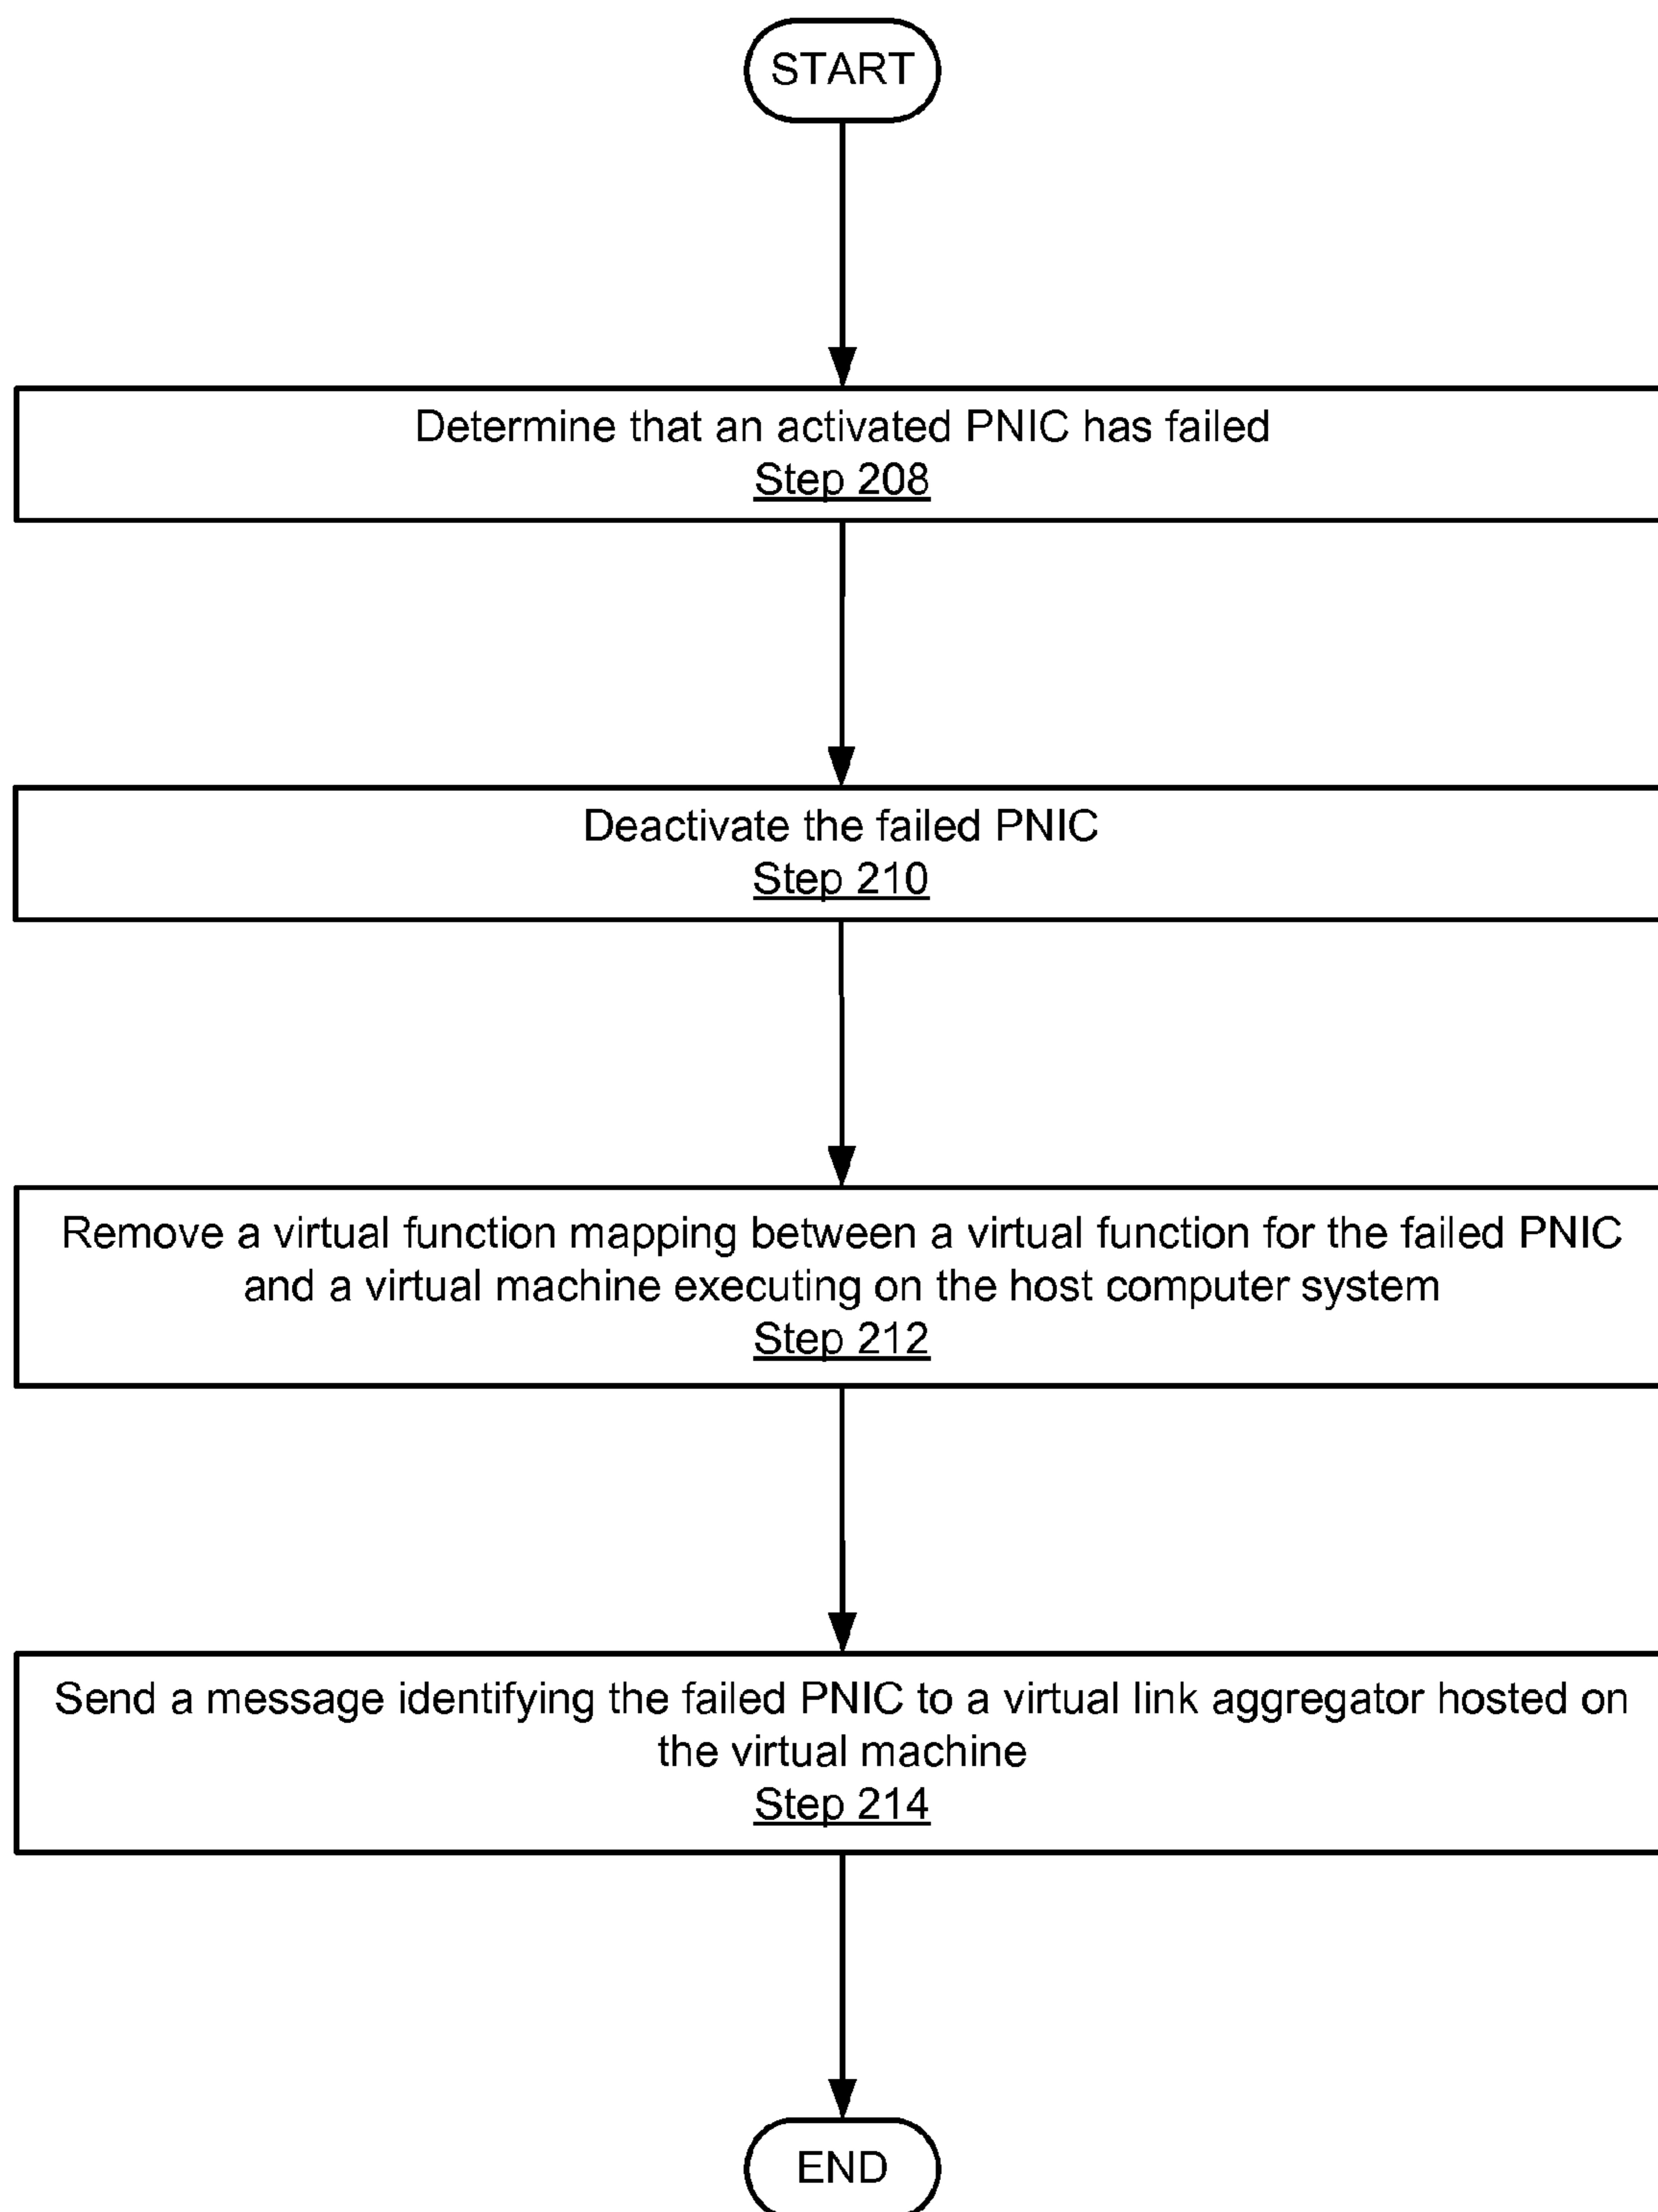 START
Determine that an activated PNIC has failed
Step 208
Deactivate the failed PNIC
Step 210
Remove a virtual function mapping between a virtual function for the failed PNIC
and a virtual machine executing on the host computer system
Step 212
Send a message identifying the failed PNIC to a virtual link aggregator hosted on
the virtual machine
Step 214
END